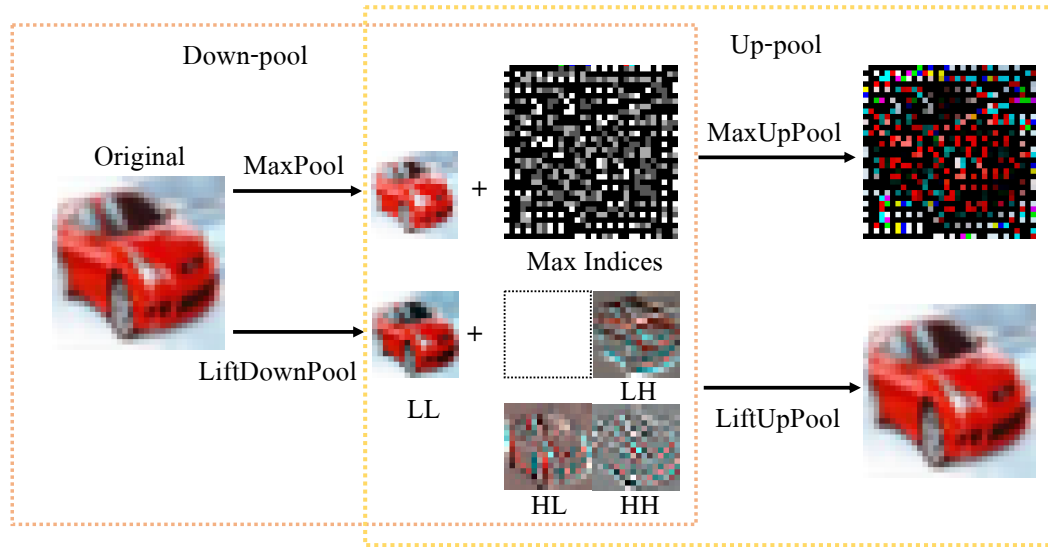 Down-pool
Up-pool
Original
MaxPool
+
MaxUpPool
Max Indices
LiftDownPool
+
LL
LH
LiftUpPool
HL
HH